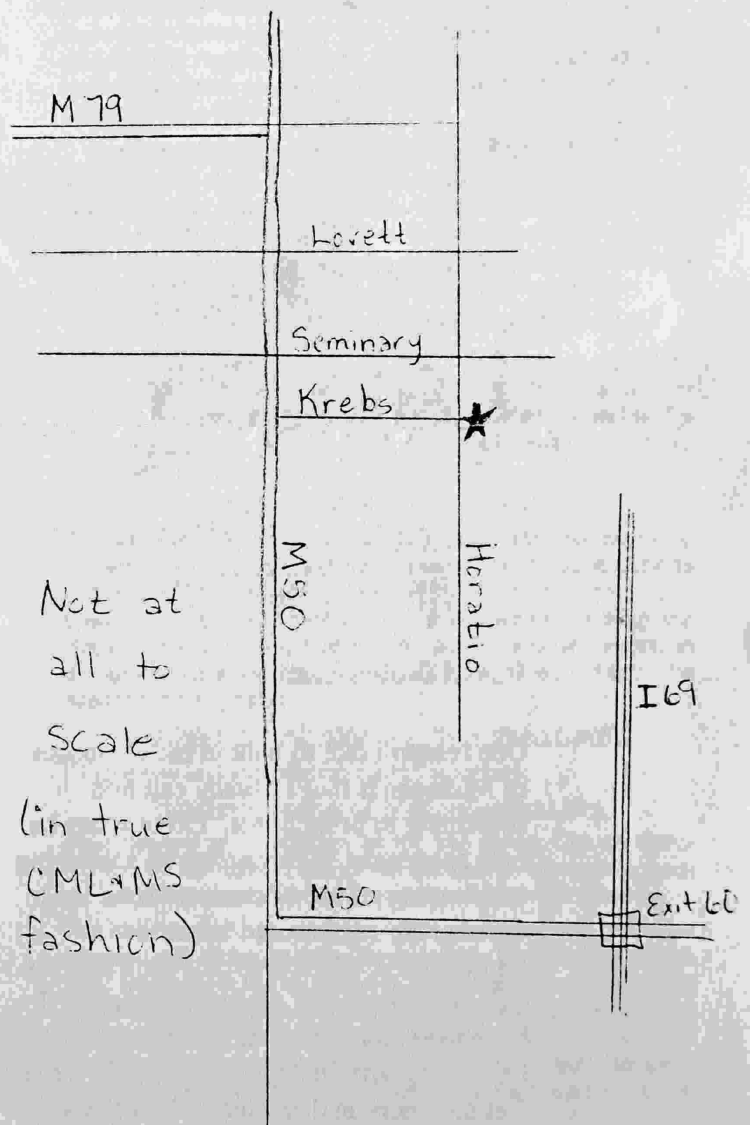 M 79
Lovett
Seminary
Krebs
M50
Horatio
Not at
all to
scale
(in true
CML+MS
fashion)
I69
M50
Exit 60